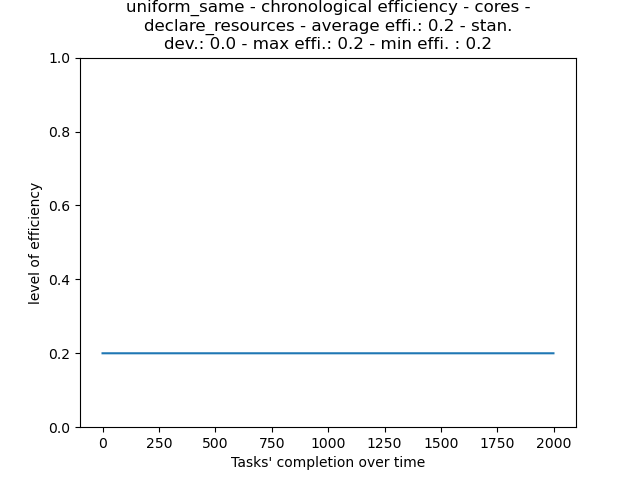 uniform_same - chronological efficiency - cores -
declare_resources - average effi.: 0.2 - stan.
dev.: 0.0 - max effi.: 0.2 - min effi. : 0.2
1.0
0.8
0.6
0.4
0.2
0.0
level of efficiency
0 250 500 750 1000 1250 1500 1750 2000
Tasks' completion over time